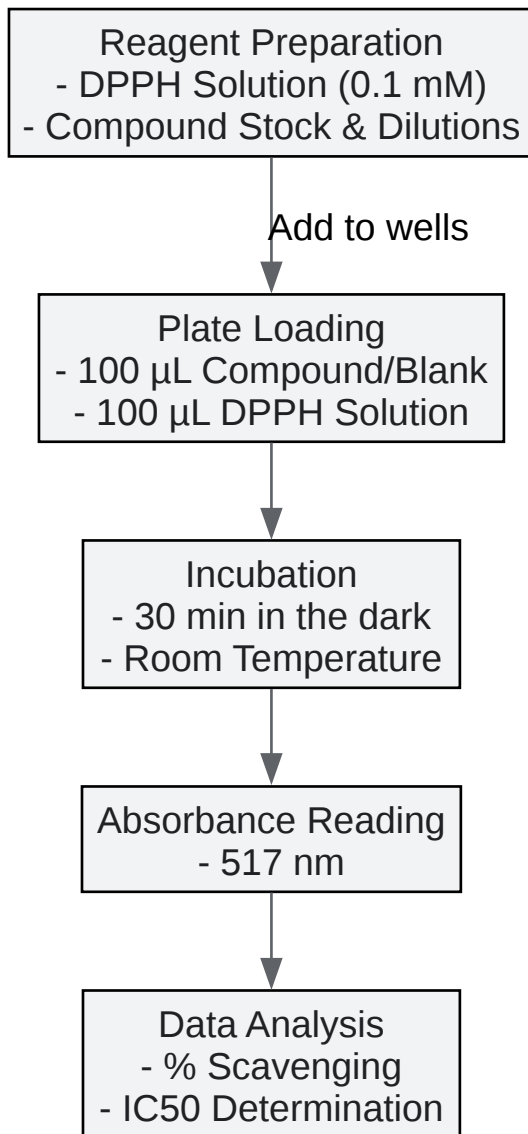 Reagent Preparation
- DPPH Solution (0.1 mM)
- Compound Stock & Dilutions
Add to wells
Plate Loading
- 100 µL Compound/Blank
- 100 µL DPPH Solution
Incubation
- 30 min in the dark
- Room Temperature
Absorbance Reading
- 517 nm
Data Analysis
- % Scavenging
- IC50 Determination